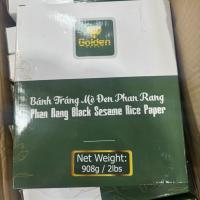 Golden
Bánh Tráng Mè Đen Phan Rang
Phan Rang Black Sesame Rice Paper
Net Weight:
908g / 2lbs